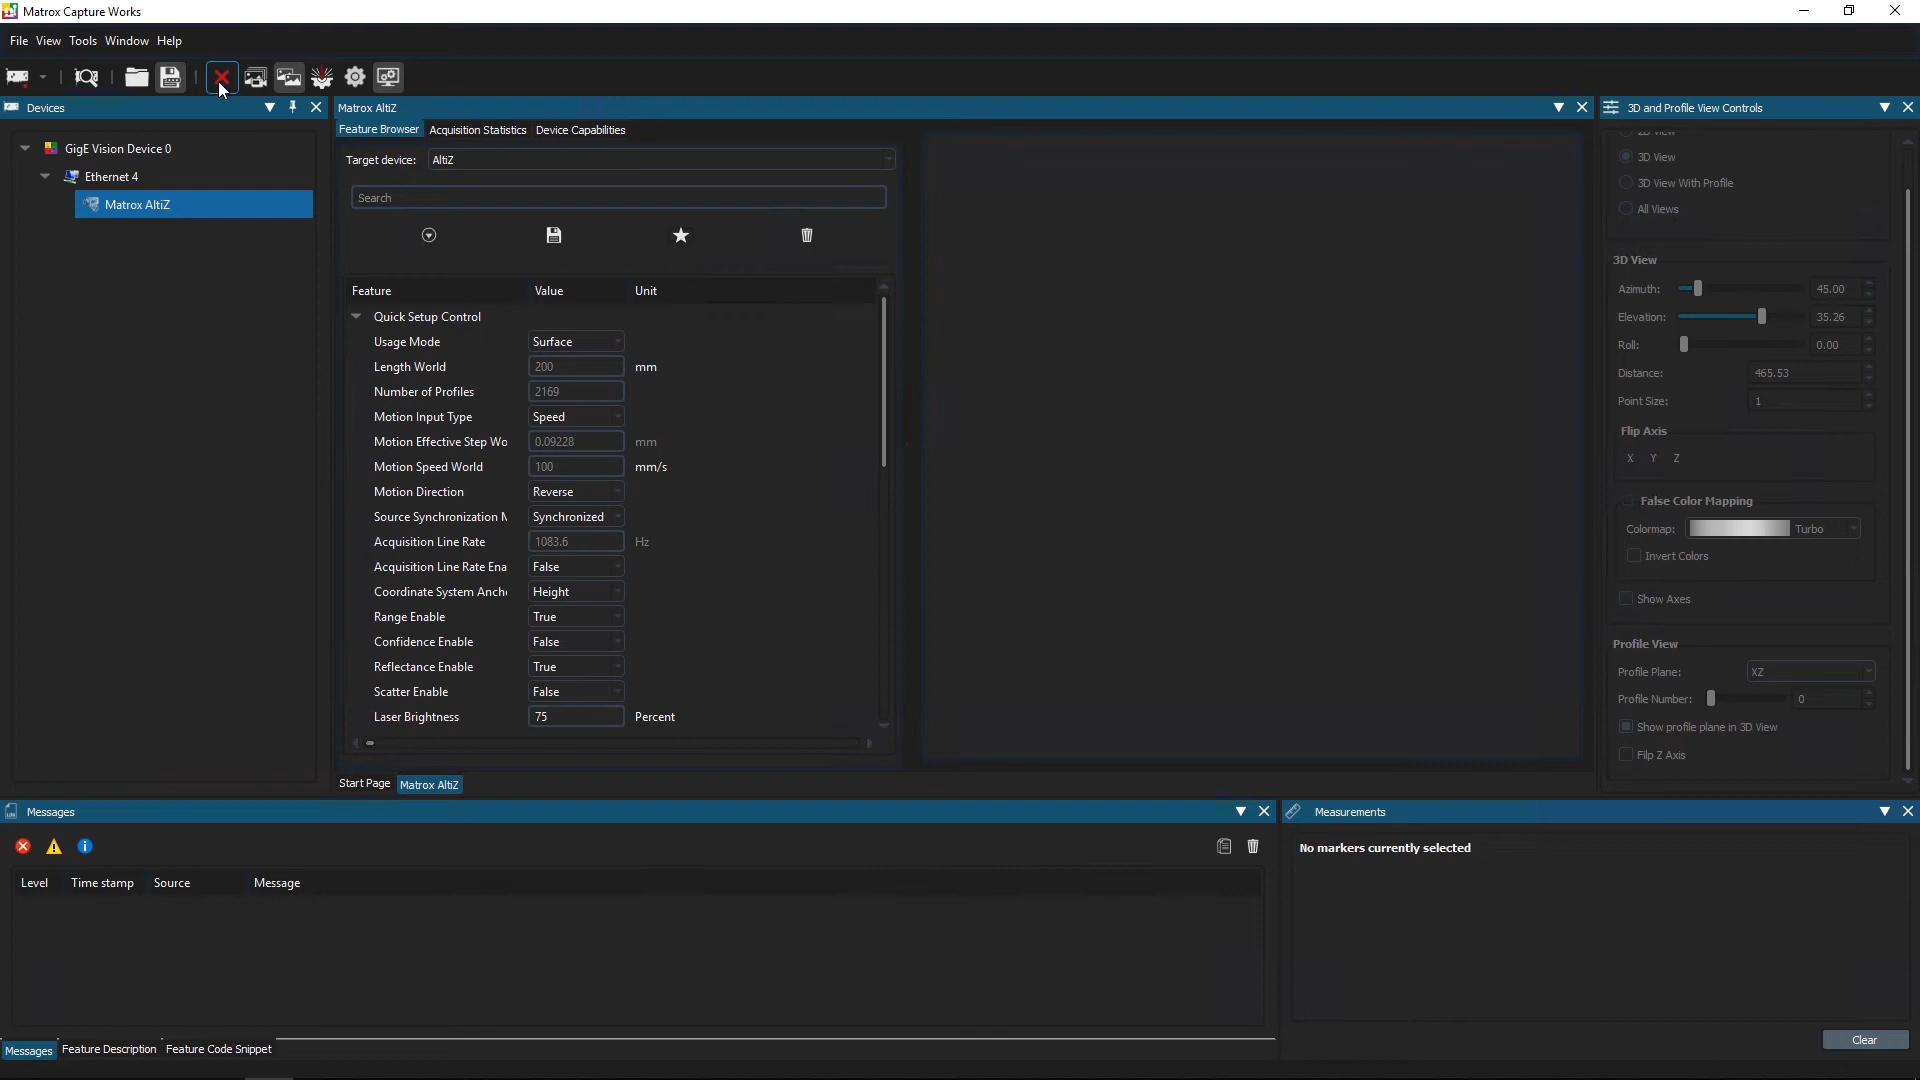 Matrox Capture Works
File View Tools Window Help
Devices
Matrox AltiZ
3D and Profile View Controls
Feature Browser Acquisition Statistics Device Capabilities
2D View
GigE Vision Device 0
Ethernet 4
Matrox AltiZ
Target device: AltiZ
Search
3D View
3D View With Profile
All Views
Feature Value Unit
Quick Setup Control
Usage Mode Surface
Length World 200 mm
Number of Profiles 2169
Motion Input Type Speed
Motion Effective Step Wo 0.09228 mm
Motion Speed World 100 mm/s
Motion Direction Reverse
Source Synchronization M Synchronized
Acquisition Line Rate 1083.6 Hz
Acquisition Line Rate Ena False
Coordinate System Ancho Height
Range Enable True
Confidence Enable False
Reflectance Enable True
Scatter Enable False
Laser Brightness 75 Percent
3D View
Azimuth: 45.00
Elevation: 35.26
Roll: 0.00
Distance: 465.53
Point Size: 1
Flip Axis
X Y Z
False Color Mapping
Colormap: Turbo
Invert Colors
Show Axes
Profile View
Profile Plane: XZ
Profile Number: 0
Show profile plane in 3D View
Flip Z Axis
Start Page Matrox AltiZ
Messages
Measurements
No markers currently selected
Level Time stamp Source Message
Clear
Messages Feature Description Feature Code Snippet